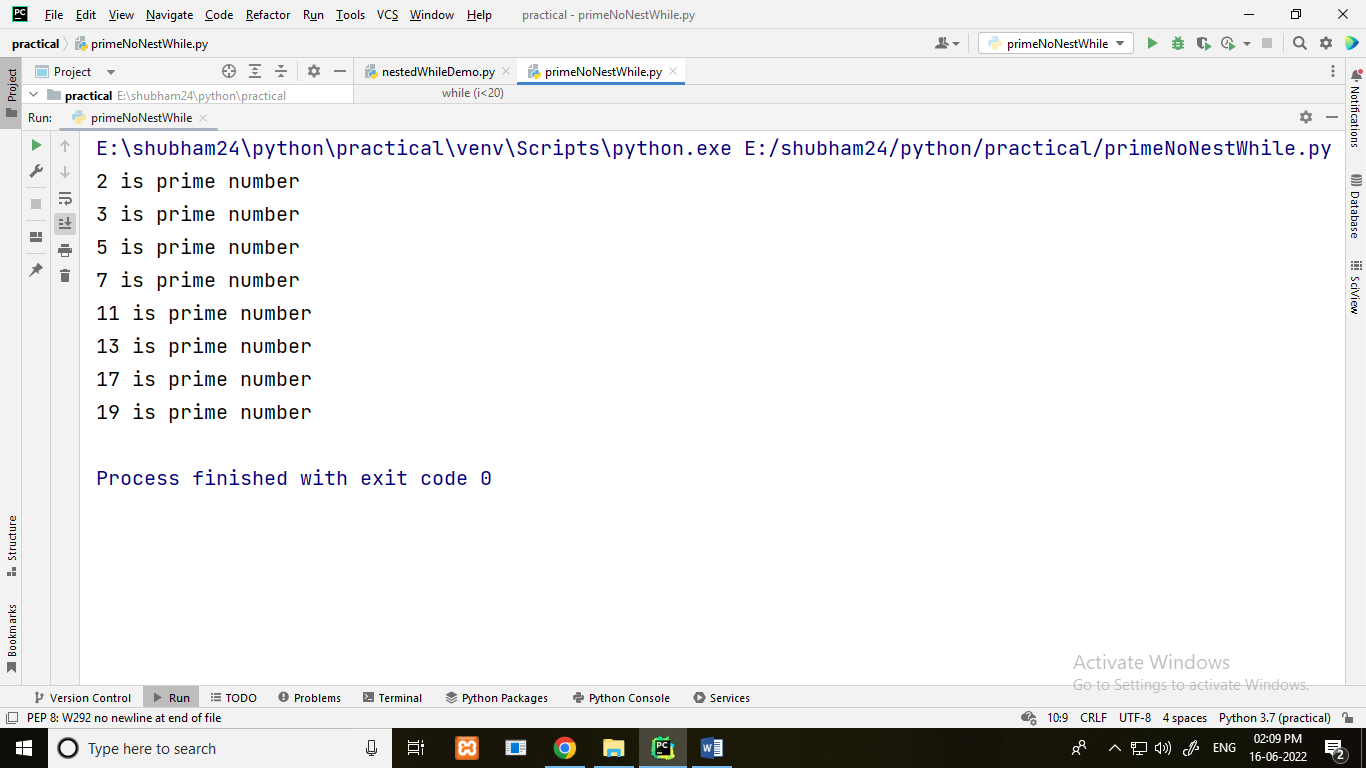 PC File Edit View Navigate Code Refactor Run Tools VCS Window Help practical - primeNoNestWhile.py
practical primeNoNestWhile.py primeNoNestWhile
Project nestedWhileDemo.py primeNoNestWhile.py
practical E:\shubham24\python\practical while (i<20)
Run: primeNoNestWhile
E:\shubham24\python\practical\venv\Scripts\python.exe E:/shubham24/python/practical/primeNoNestWhile.py
2 is prime number
3 is prime number
5 is prime number
7 is prime number
11 is prime number
13 is prime number
17 is prime number
19 is prime number
Process finished with exit code 0
Project
Structure
Bookmarks
Notifications
Database
SciView
Activate Windows
Go to Settings to activate Windows.
Version Control Run TODO Problems Terminal Python Packages Python Console Services
PEP 8: W292 no newline at end of file 10:9 CRLF UTF-8 4 spaces Python 3.7 (practical)
Type here to search PC W ENG 02:09 PM
16-06-2022 2